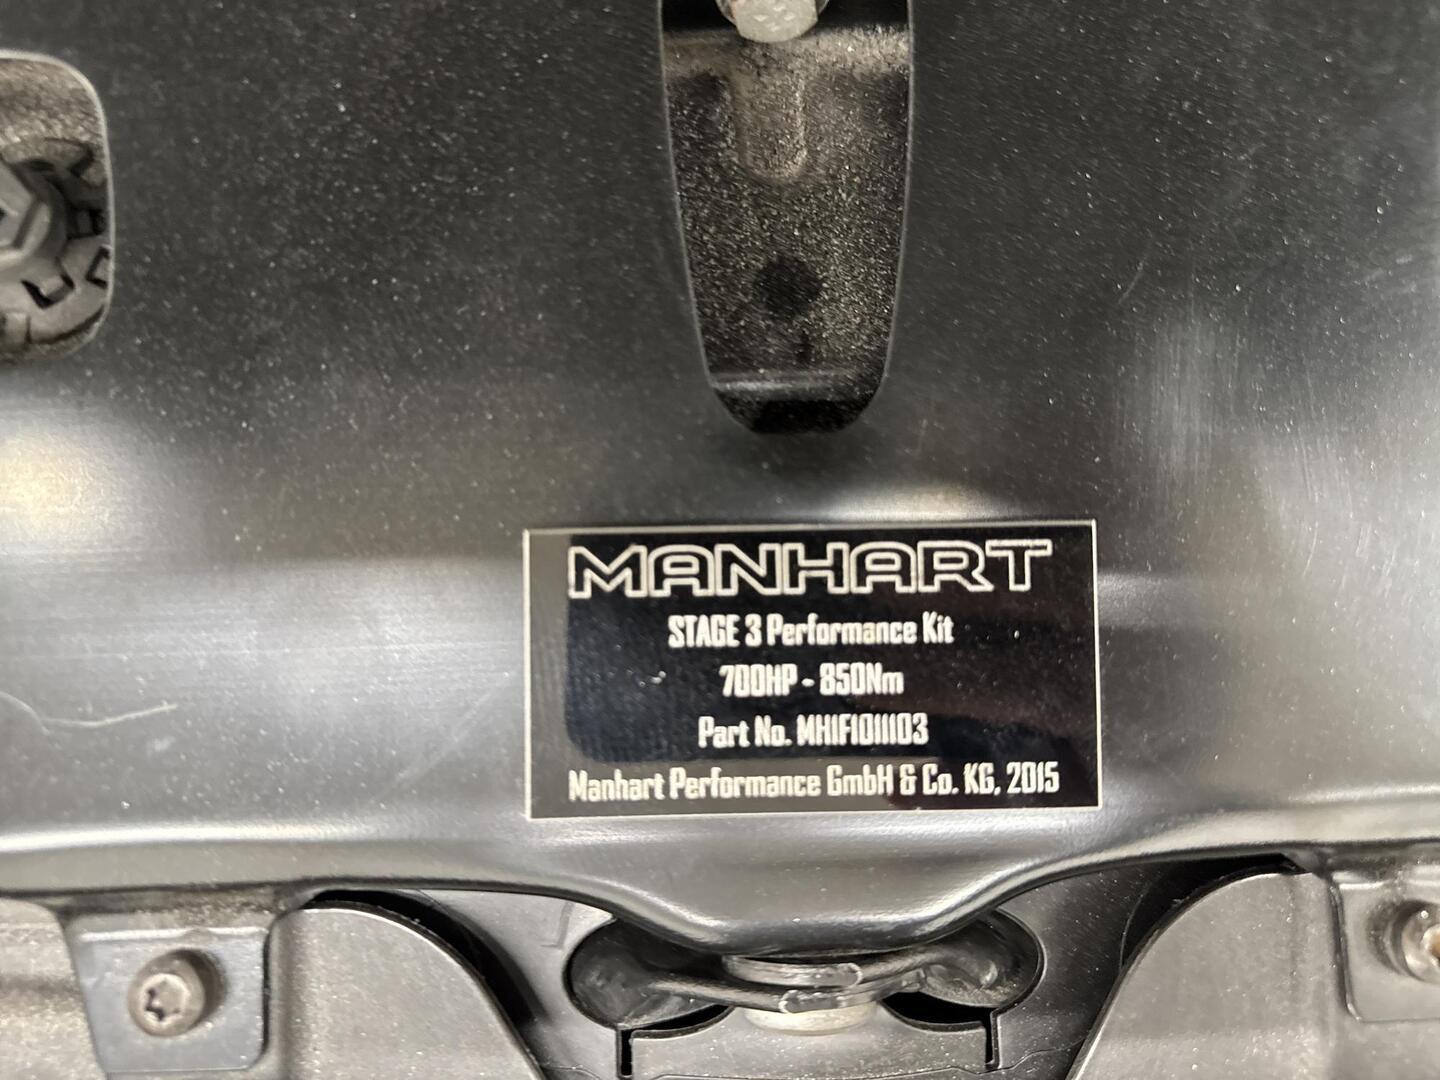 MANHART
STAGE 3 Performance Kit
700HP - 850Nm
Part No. MH1F1011103
Manhart Performance GmbH & Co. KG, 2015